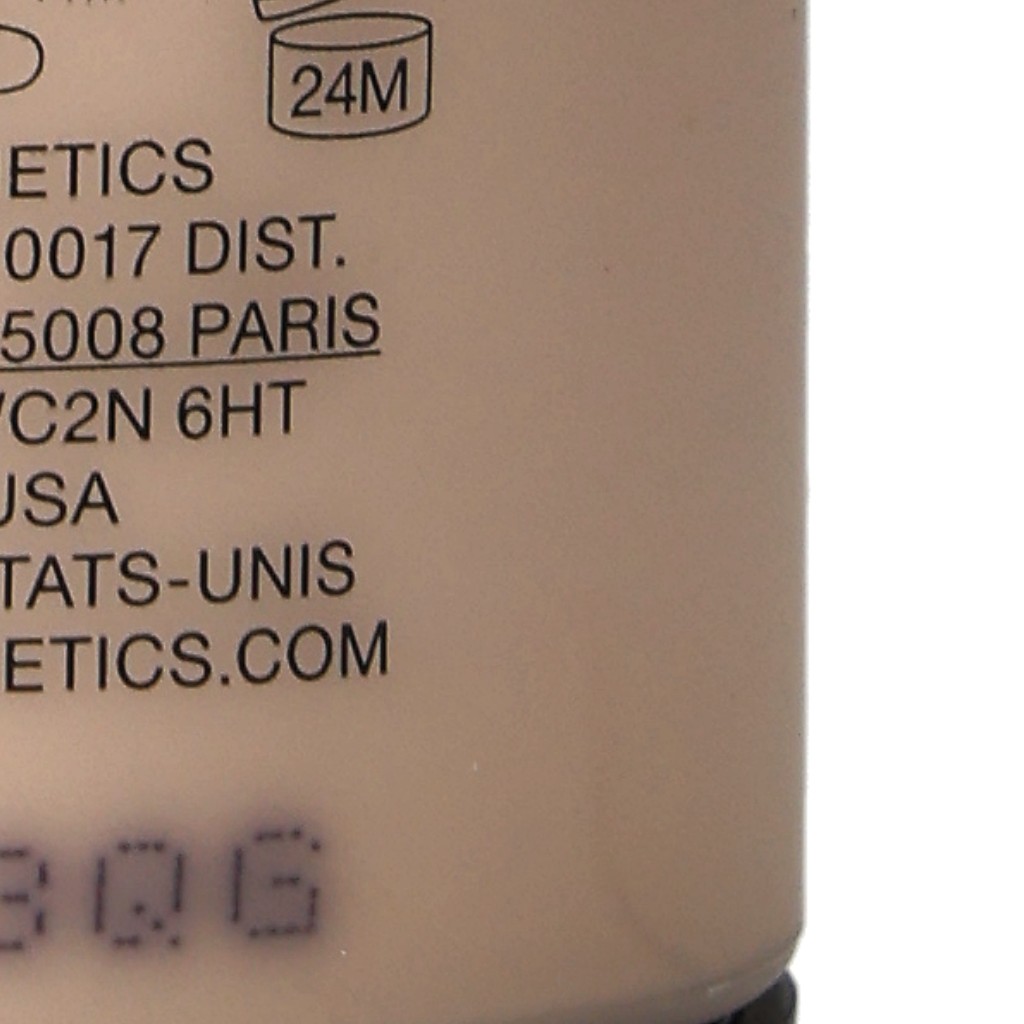 24M
ETICS
0017 DIST.
5008 PARIS
C2N 6HT
USA
TATS-UNIS
ETICS.COM
3QG